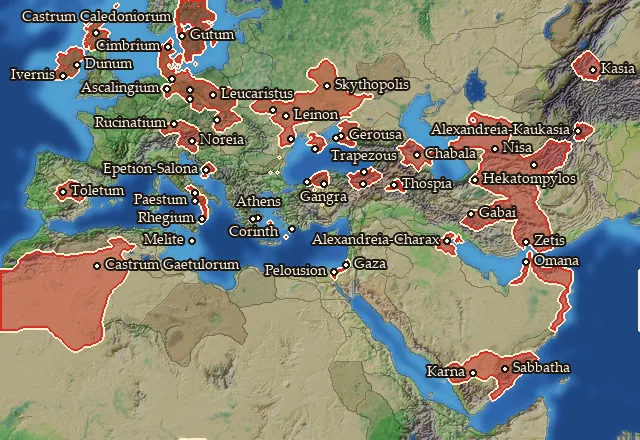 Castrum Caledoniorum
Gutum
Cimbrium
Dunum
Ivernis
Kasia
Ascalingium
Leucaristus
Skythopolis
Leinon
Rucinatium
Noreia
Gerousa
Alexandreia-Kaukasia
Nisa
Trapezous
Chabala
Epetion-Salona
Hekatompylos
Toletum
Thospia
Paestum
Gangra
Athens
Rhegium
Gabai
Corinth
Melite
Alexandreia-Charax
Zetis
Castrum Gaetulorum
Pelousion
Gaza
Omana
Karna
Sabbatha